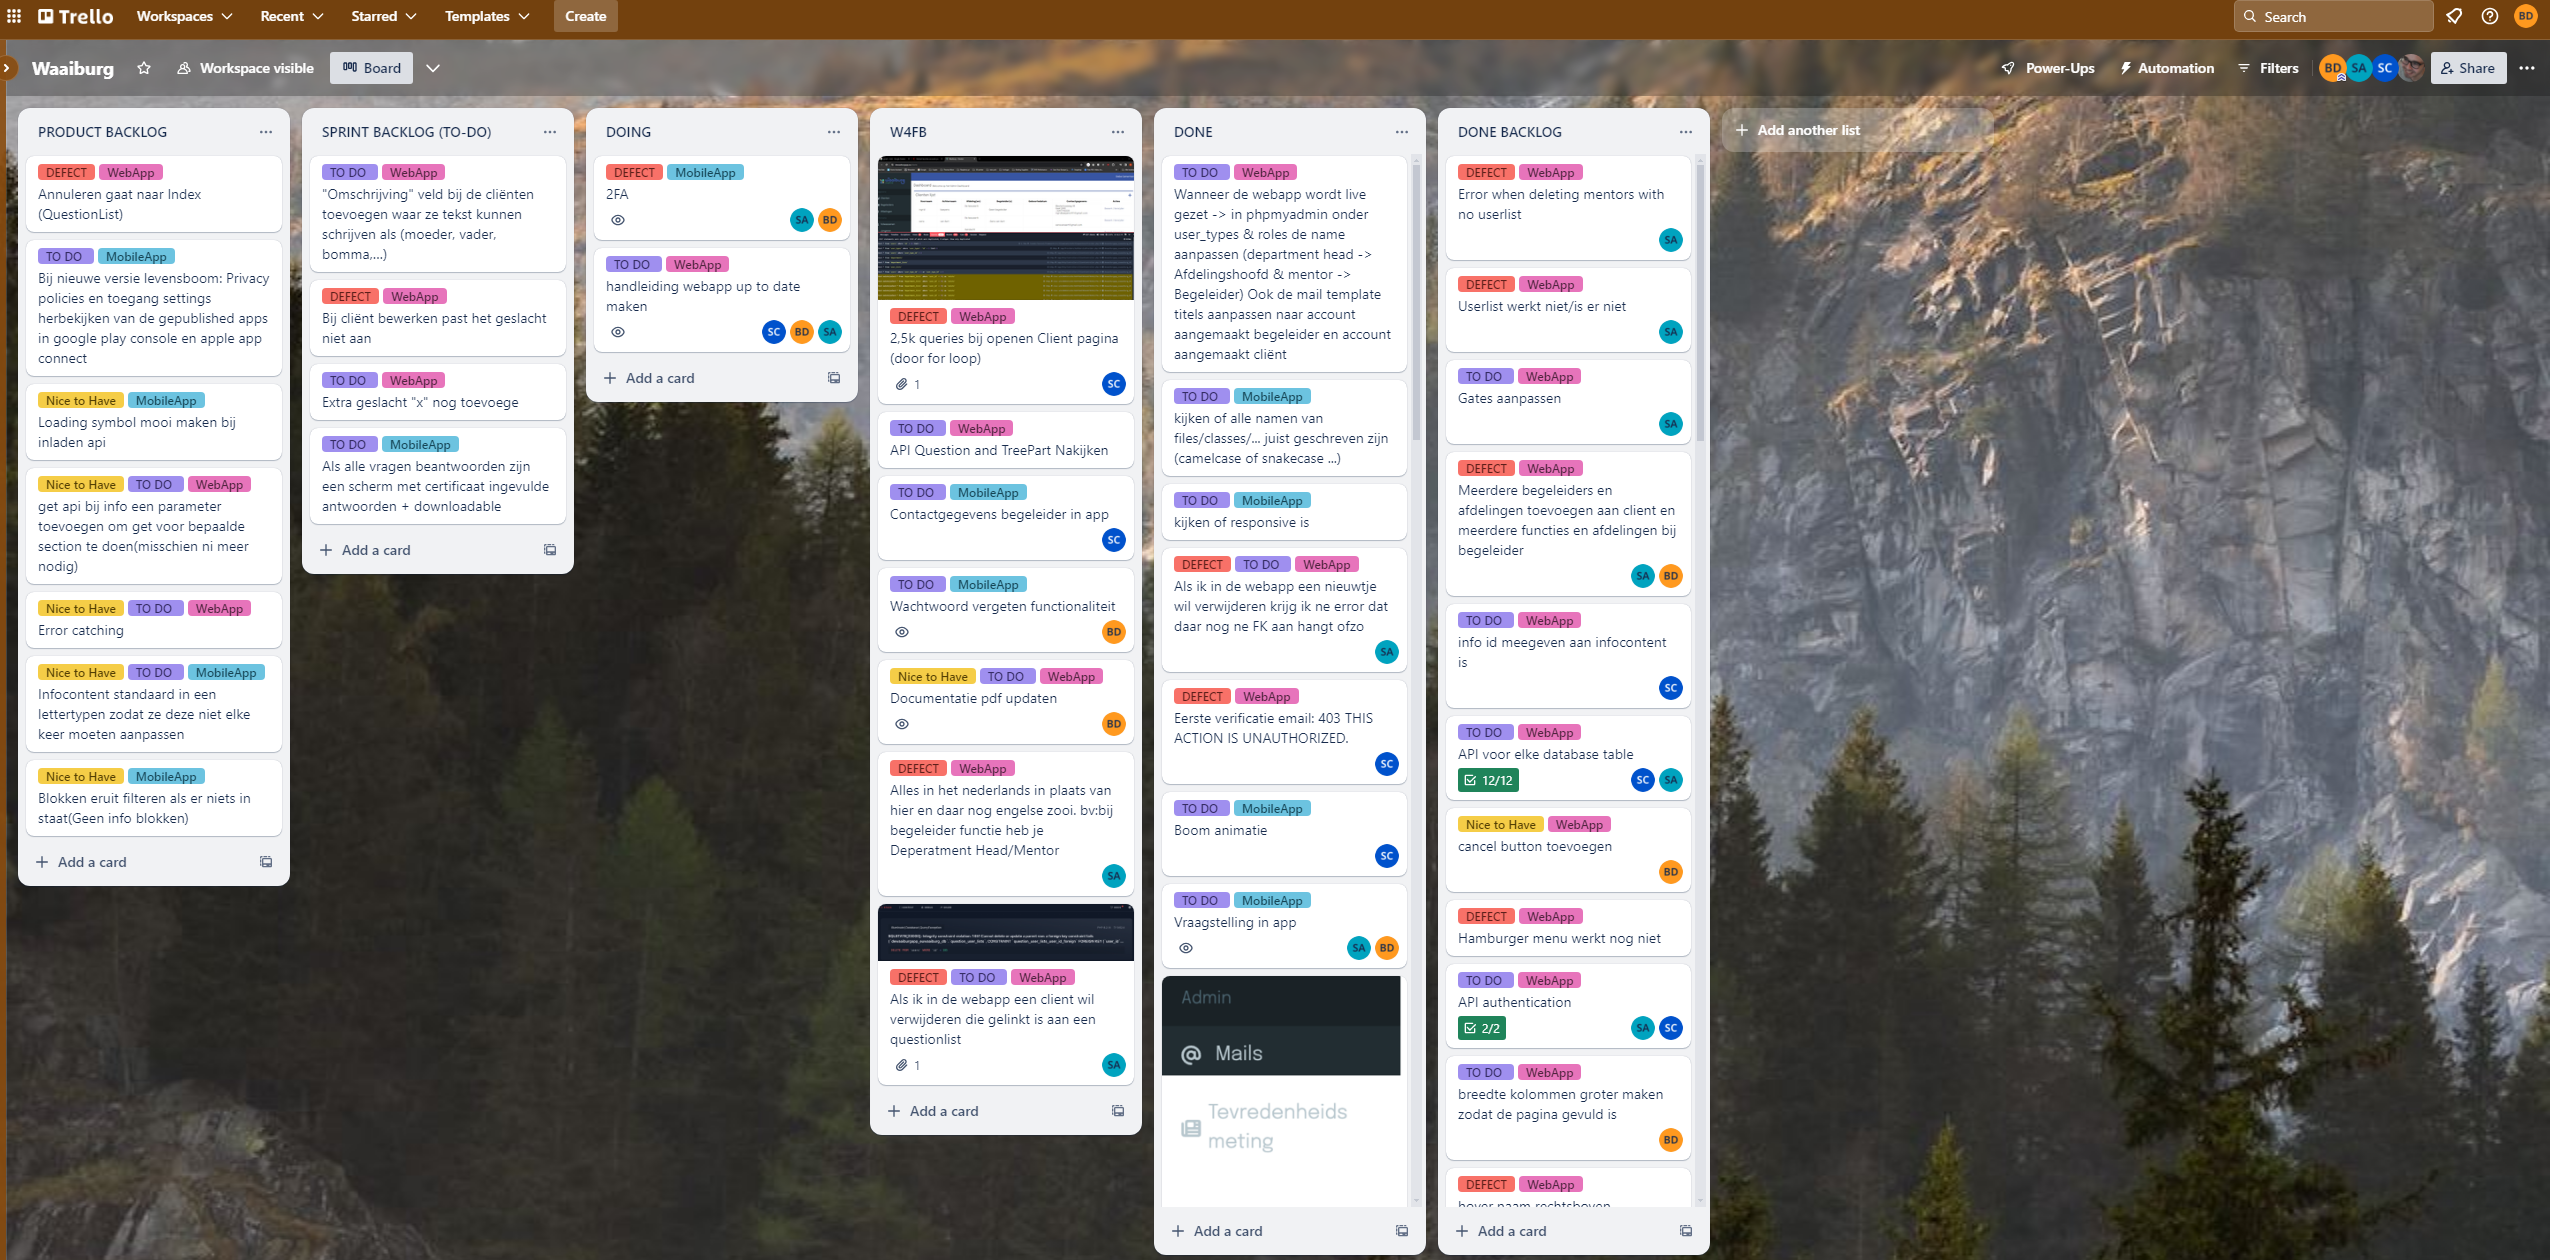 Trello
Workspaces
Recent
Starred
Templates
Create
Search
BD
Waaiburg
Workspace visible
Board
Power-Ups
Automation
Filters
BD
SA
SC
Share
PRODUCT BACKLOG
DEFECT WebApp
Annuleren gaat naar Index
(QuestionList)
TO DO MobileApp
Bij nieuwe versie levensboom: Privacy
policies en toegang settings
herbekijken van de gepublished apps
in google play console en apple app
connect
Nice to Have MobileApp
Loading symbol mooi maken bij
inladen api
Nice to Have TO DO WebApp
get api bij info een parameter
toevoegen om get voor bepaalde
section te doen(misschien ni meer
nodig)
Nice to Have TO DO WebApp
Error catching
Nice to Have TO DO MobileApp
Infocontent standaard in een
lettertypen zodat ze deze niet elke
keer moeten aanpassen
Nice to Have MobileApp
Blokken eruit filteren als er niets in
staat(Geen info blokken)
Add a card
SPRINT BACKLOG (TO-DO)
TO DO WebApp
"Omschrijving" veld bij de cliënten
toevoegen waar ze tekst kunnen
schrijven als (moeder, vader,
bomma,...)
DEFECT WebApp
Bij cliënt bewerken past het geslacht
niet aan
TO DO WebApp
Extra geslacht "x" nog toevoege
TO DO MobileApp
Als alle vragen beantwoorden zijn
een scherm met certificaat ingevulde
antwoorden + downloadable
Add a card
DOING
DEFECT MobileApp
2FA
SA BD
TO DO WebApp
handleiding webapp up to date
maken
SC BD SA
Add a card
W4FB
DEFECT WebApp
2,5k queries bij openen Client pagina
(door for loop)
1
SC
TO DO WebApp
API Question and TreePart Nakijken
TO DO MobileApp
Contactgegevens begeleider in app
SC
TO DO MobileApp
Wachtwoord vergeten functionaliteit
BD
Nice to Have TO DO WebApp
Documentatie pdf updaten
BD
DEFECT WebApp
Alles in het nederlands in plaats van
hier en daar nog engelse zooi. bv:bij
begeleider functie heb je
Deperatment Head/Mentor
SA
DEFECT TO DO WebApp
Als ik in de webapp een client wil
verwijderen die gelinkt is aan een
questionlist
1
SA
Add a card
DONE
TO DO WebApp
Wanneer de webapp wordt live
gezet -> in phpmyadmin onder
user_types & roles de name
aanpassen (department head ->
Afdelingshoofd & mentor ->
Begeleider) Ook de mail template
titels aanpassen naar account
aangemaakt begeleider en account
aangemaakt cliënt
TO DO MobileApp
kijken of alle namen van
files/classes/... juist geschreven zijn
(camelcase of snakecase ...)
TO DO MobileApp
kijken of responsive is
DEFECT TO DO WebApp
Als ik in de webapp een nieuwtje
wil verwijderen krijg ik ne error dat
daar nog ne FK aan hangt ofzo
SA
DEFECT WebApp
Eerste verificatie email: 403 THIS
ACTION IS UNAUTHORIZED.
SC
TO DO MobileApp
Boom animatie
SC
TO DO MobileApp
Vraagstelling in app
SA BD
Admin
Mails
Tevredenheids
meting
Add a card
DONE BACKLOG
DEFECT WebApp
Error when deleting mentors with
no userlist
SA
DEFECT WebApp
Userlist werkt niet/is er niet
SA
TO DO WebApp
Gates aanpassen
SA
DEFECT WebApp
Meerdere begeleiders en
afdelingen toevoegen aan client en
meerdere functies en afdelingen bij
begeleider
SA BD
TO DO WebApp
info id meegeven aan infocontent
is
SC
TO DO WebApp
API voor elke database table
12/12
SC SA
Nice to Have WebApp
cancel button toevoegen
BD
DEFECT WebApp
Hamburger menu werkt nog niet
TO DO WebApp
API authentication
2/2
SA SC
TO DO WebApp
breedte kolommen groter maken
zodat de pagina gevuld is
BD
DEFECT WebApp
hover naam rechtsboven
Add a card
Add another list